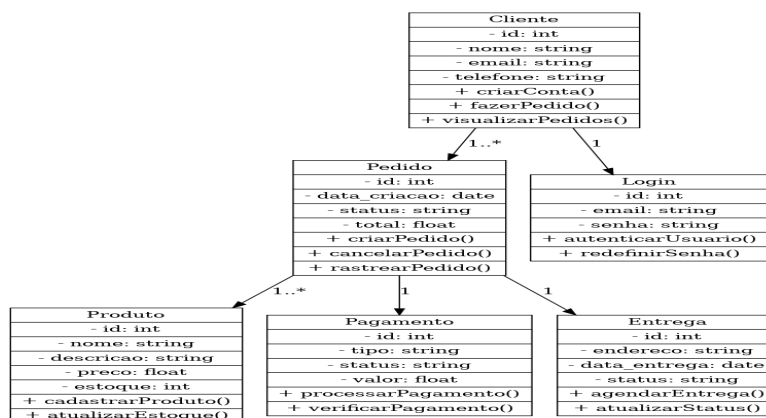 Cliente
- id: int
- nome: string
- email: string
- telefone: string
+ criarConta()
+ fazerPedido()
+ visualizarPedidos()
1..*
1
Pedido
- id: int
- data_criacao: date
- status: string
- total: float
+ criarPedido()
+ cancelarPedido()
+ rastrearPedido()
Login
- id: int
- email: string
- senha: string
+ autenticarUsuario()
+ redefinirSenha()
1..*
1
1
Produto
- id: int
- nome: string
- descricao: string
- preco: float
- estoque: int
+ cadastrarProduto()
+ atualizarEstoque()
Pagamento
- id: int
- tipo: string
- status: string
- valor: float
+ processarPagamento()
+ verificarPagamento()
Entrega
- id: int
- endereco: string
- data_entrega: date
- status: string
+ agendarEntrega()
+ atualizarStatus()